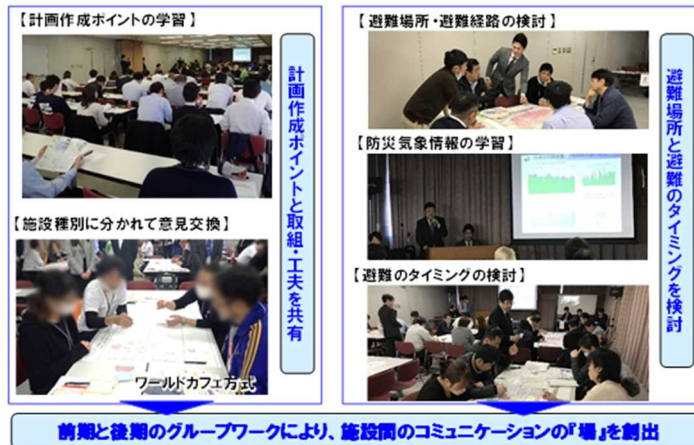 【計画作成ポイントの学習】
【施設種別に分かれて意見交換】
ワールドカフェ方式
計画作成ポイントと取組・工夫を共有
【避難場所・避難経路の検討】
【防災気象情報の学習】
【避難のタイミングの検討】
避難場所と避難のタイミングを検討
前期と後期のグループワークにより、施設間のコミュニケーションの『場』を創出